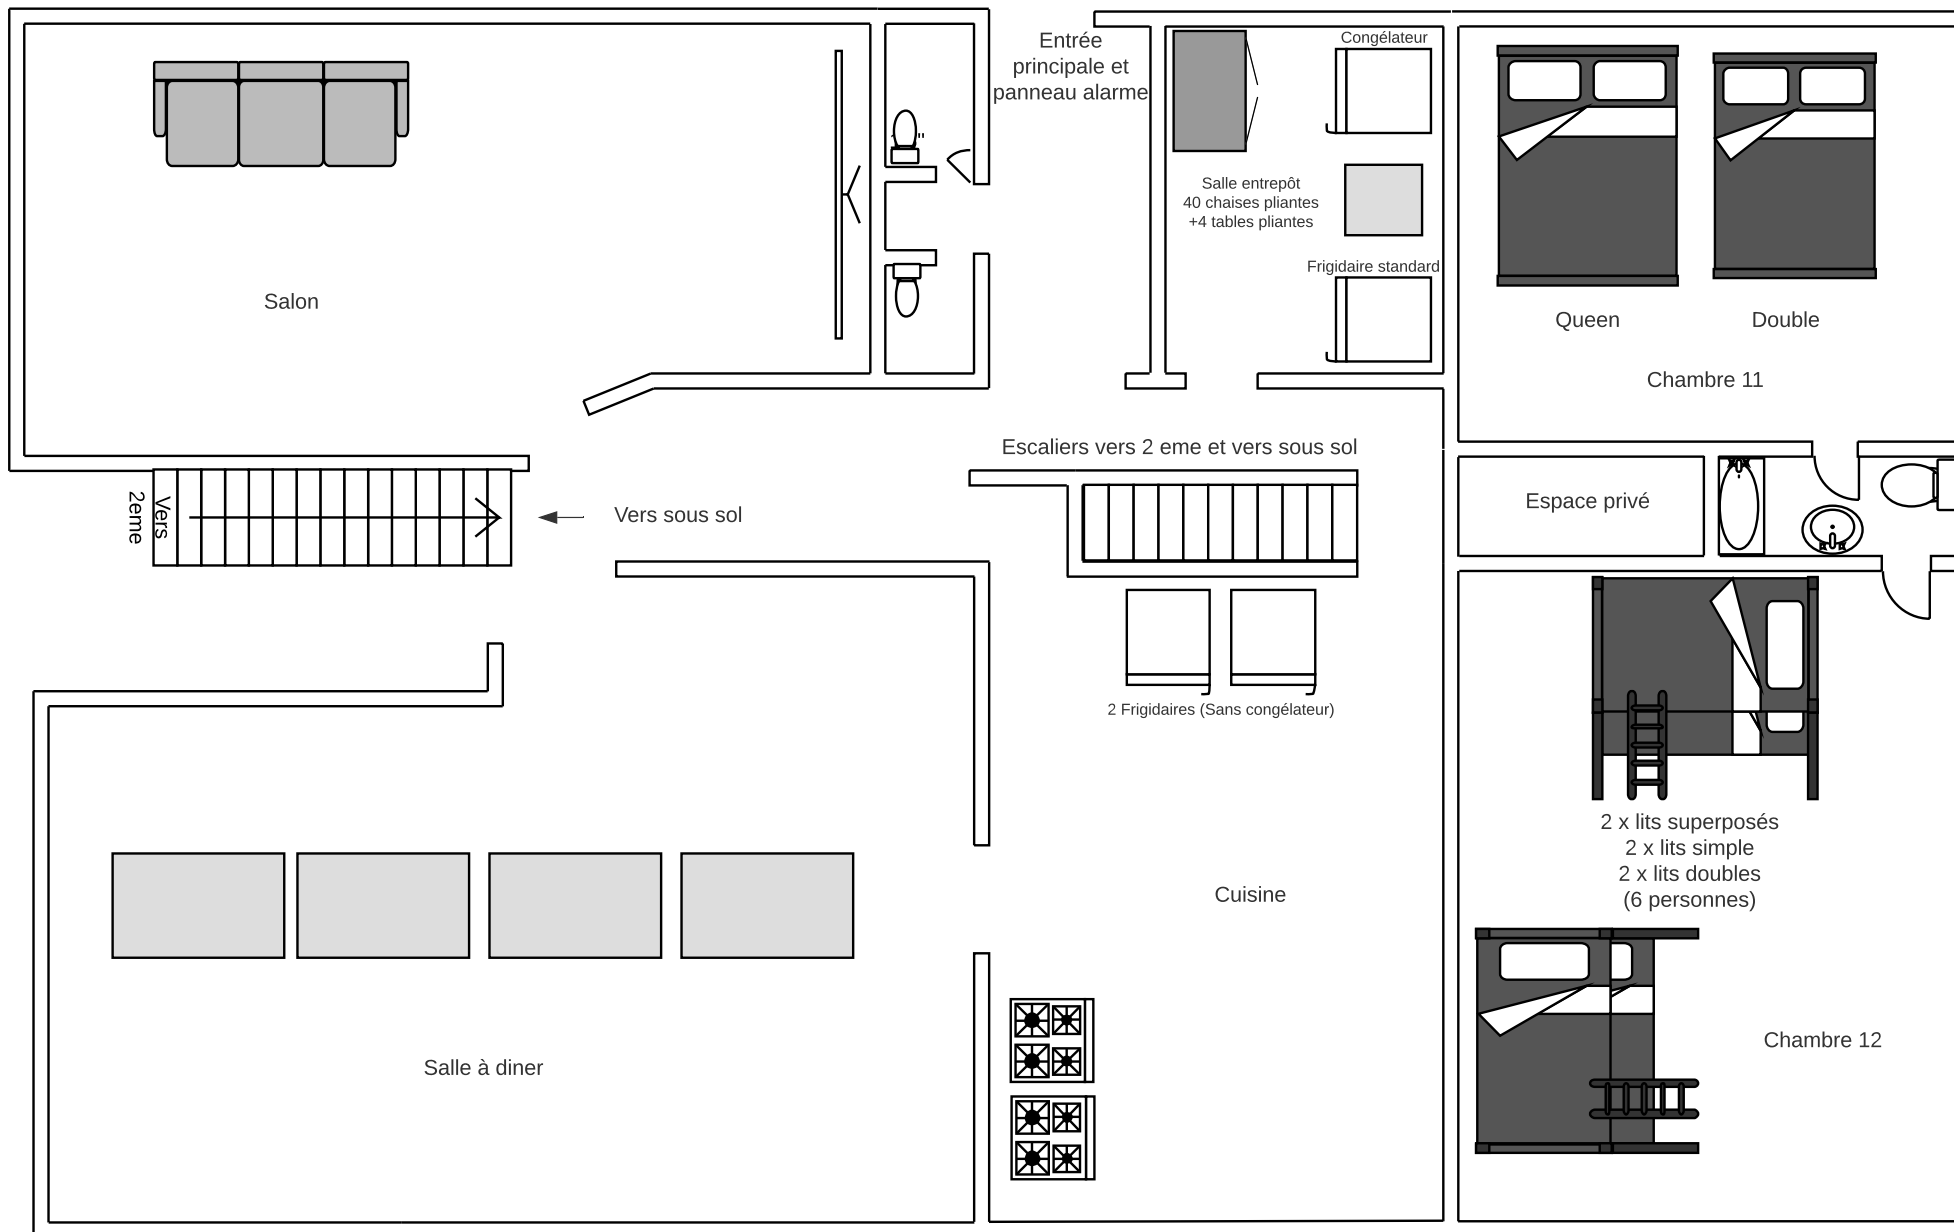 Entrée
principale et
panneau alarme
Congélateur
Salle entrepôt
40 chaises pliantes
+4 tables pliantes
Frigidaire standard
Salon
Queen
Double
Chambre 11
Escaliers vers 2 eme et vers sous sol
Vers
2eme
Vers sous sol
Espace privé
2 Frigidaires (Sans congélateur)
2 x lits superposés
2 x lits simple
2 x lits doubles
(6 personnes)
Cuisine
Chambre 12
Salle à diner